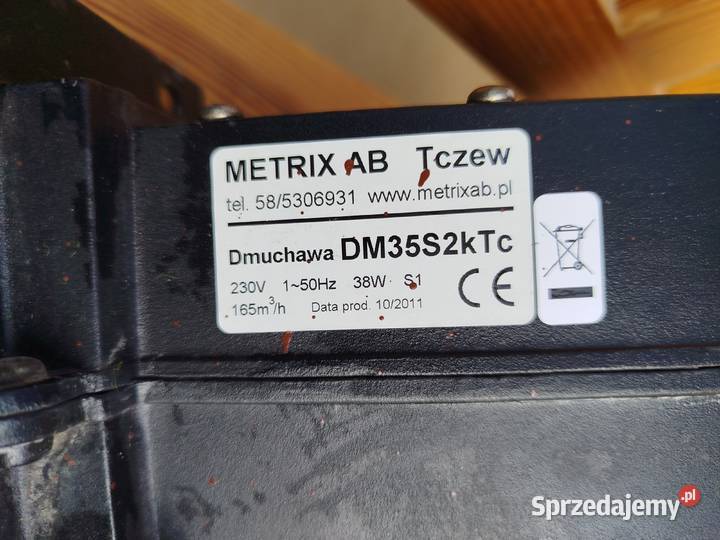 METRIX AB Tczew
tel. 58/5306931 www.metrixab.pl
Dmuchawa DM35S2kTc
230V 1~50Hz 38W S1
165m³/h Data prod. 10/2011
CE
Sprzedajemy.pl